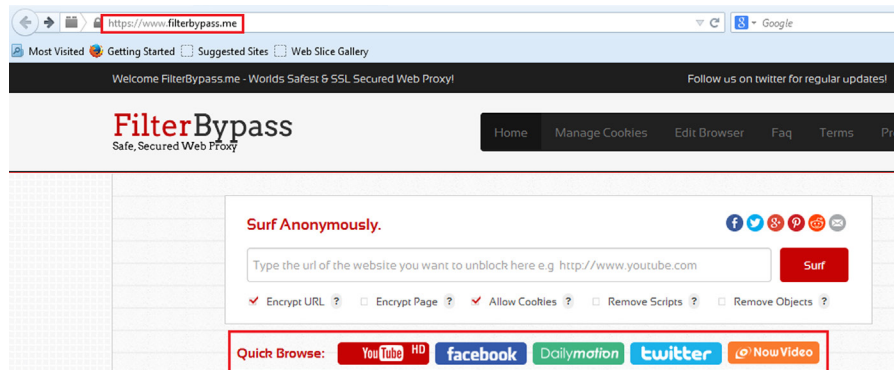 https://www.filterbypass.me
Google
Most Visited Getting Started Suggested Sites Web Slice Gallery
Welcome FilterBypass.me - Worlds Safest & SSL Secured Web Proxy! Follow us on twitter for regular updates!
FilterBypass
Safe, Secured Web Proxy
Home Manage Cookies Edit Browser Faq Terms Pr
Surf Anonymously.
Type the url of the website you want to unblock here e.g http://www.youtube.com Surf
Encrypt URL ? Encrypt Page ? Allow Cookies ? Remove Scripts ? Remove Objects ?
Quick Browse: YouTube HD facebook Dailymotion twitter Now Video